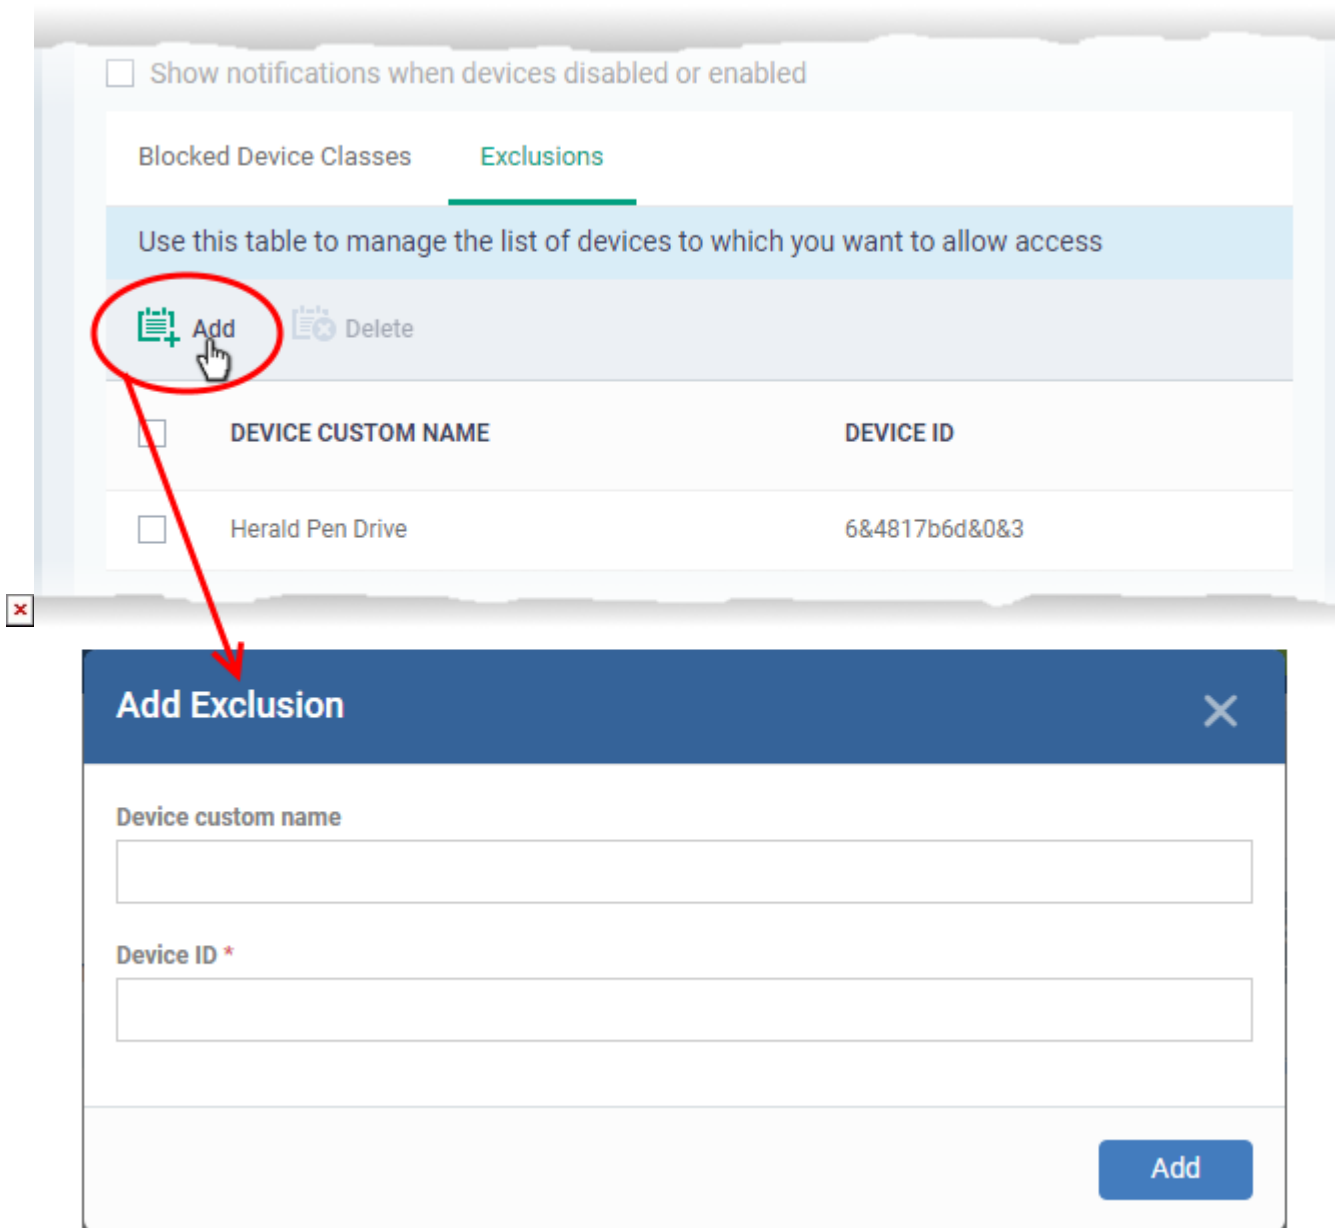 Show notifications when devices disabled or enabled
Blocked Device Classes Exclusions
Use this table to manage the list of devices to which you want to allow access
Add Delete
DEVICE CUSTOM NAME DEVICE ID
Herald Pen Drive 6&4817b6d&0&3
Add Exclusion
Device custom name
Device ID *
Add